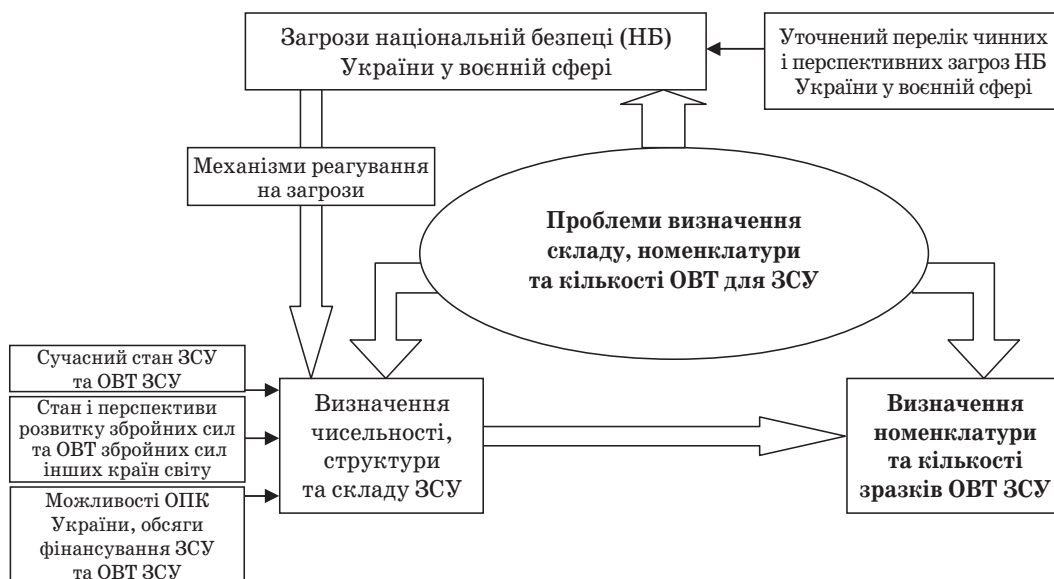 Загрози національній безпеці (НБ)
України у воєнній сфері
Уточнений перелік чинних
і перспективних загроз НБ
України у воєнній сфері
Механізми реагування
на загрози
Проблеми визначення
складу, номенклатури
та кількості ОВТ для ЗСУ
Сучасний стан ЗСУ
та ОВТ ЗСУ
Стан і перспективи
розвитку збройних сил
та ОВТ збройних сил
інших країн світу
Можливості ОПК
України, обсяги
фінансування ЗСУ
та ОВТ ЗСУ
Визначення
чисельності,
структури
та складу ЗСУ
Визначення
номенклатури
та кількості
зразків ОВТ ЗСУ